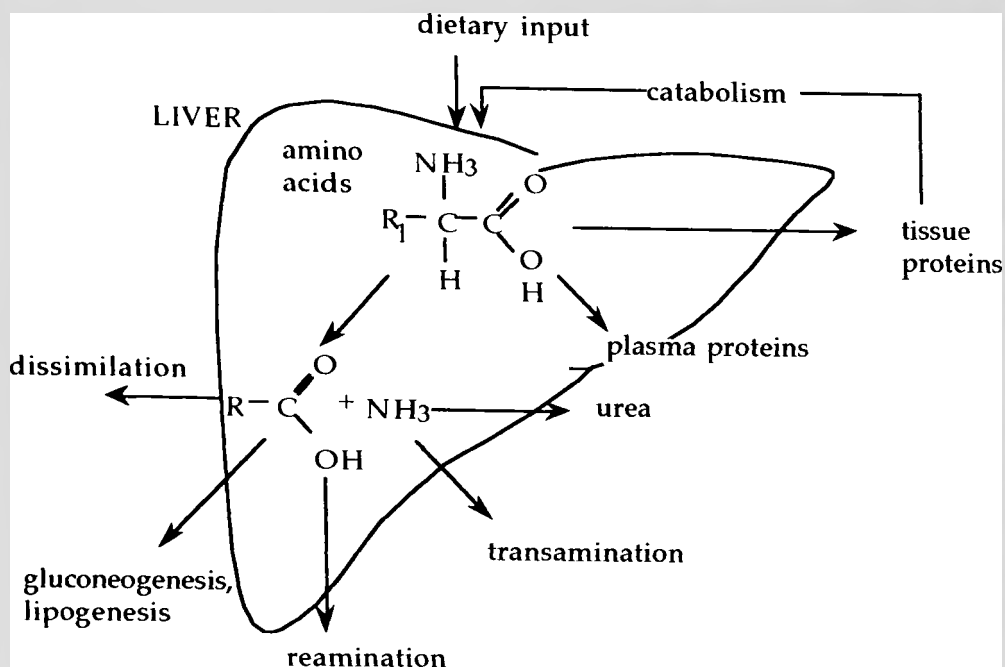 dietary input
catabolism
LIVER
amino
acids
NH3
O
R1
C
C
H
O
H
tissue
proteins
plasma proteins
dissimilation
O
R
C
+
NH3
urea
OH
transamination
gluconeogenesis,
lipogenesis
reamination